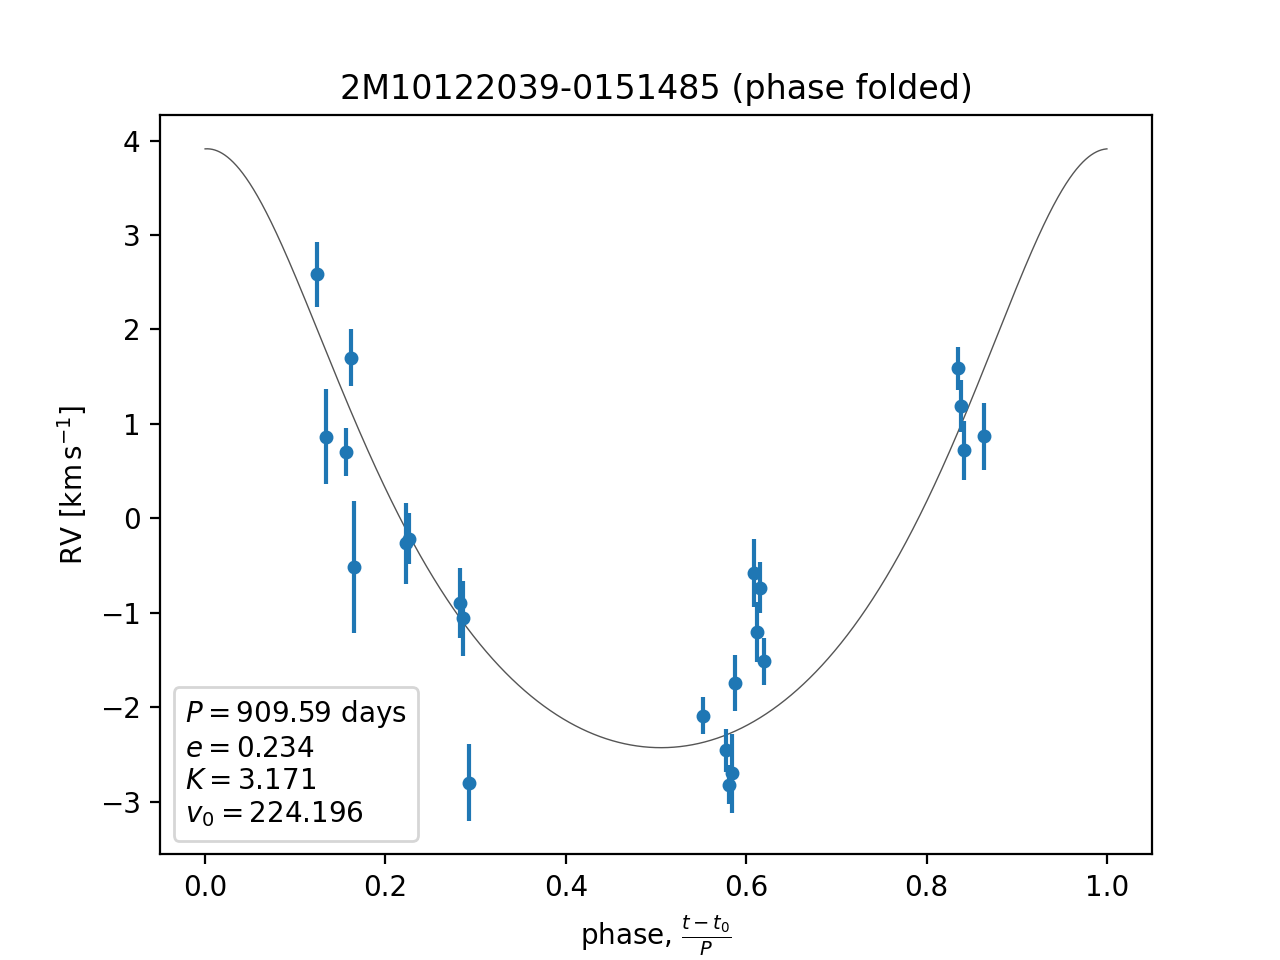 2M10122039-0151485 (phase folded)
4
3
2
1
0
−1
−2
−3
RV [km s⁻¹]
P = 909.59 days
e = 0.234
K = 3.171
v₀ = 224.196
0.0 0.2 0.4 0.6 0.8 1.0
phase, (t − t₀)/P